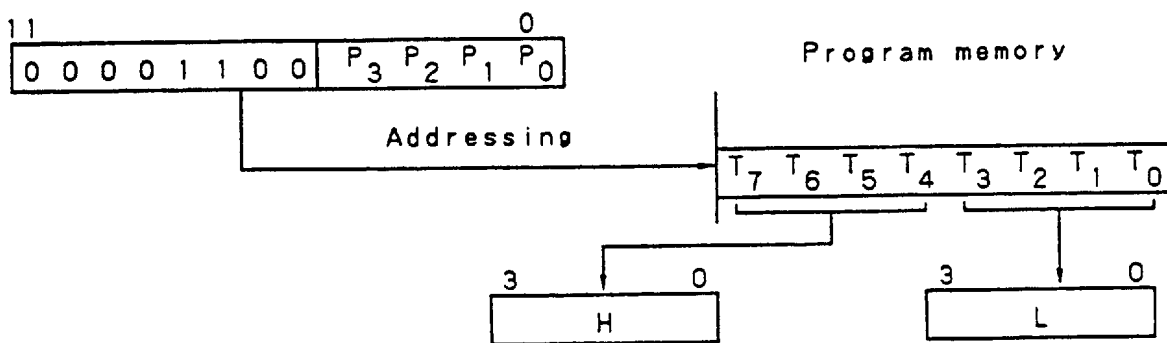 11 0
0 0 0 0 1 1 0 0 P3 P2 P1 P0
Program memory
Addressing
T7 T6 T5 T4 T3 T2 T1 T0
3 0 3 0
H L